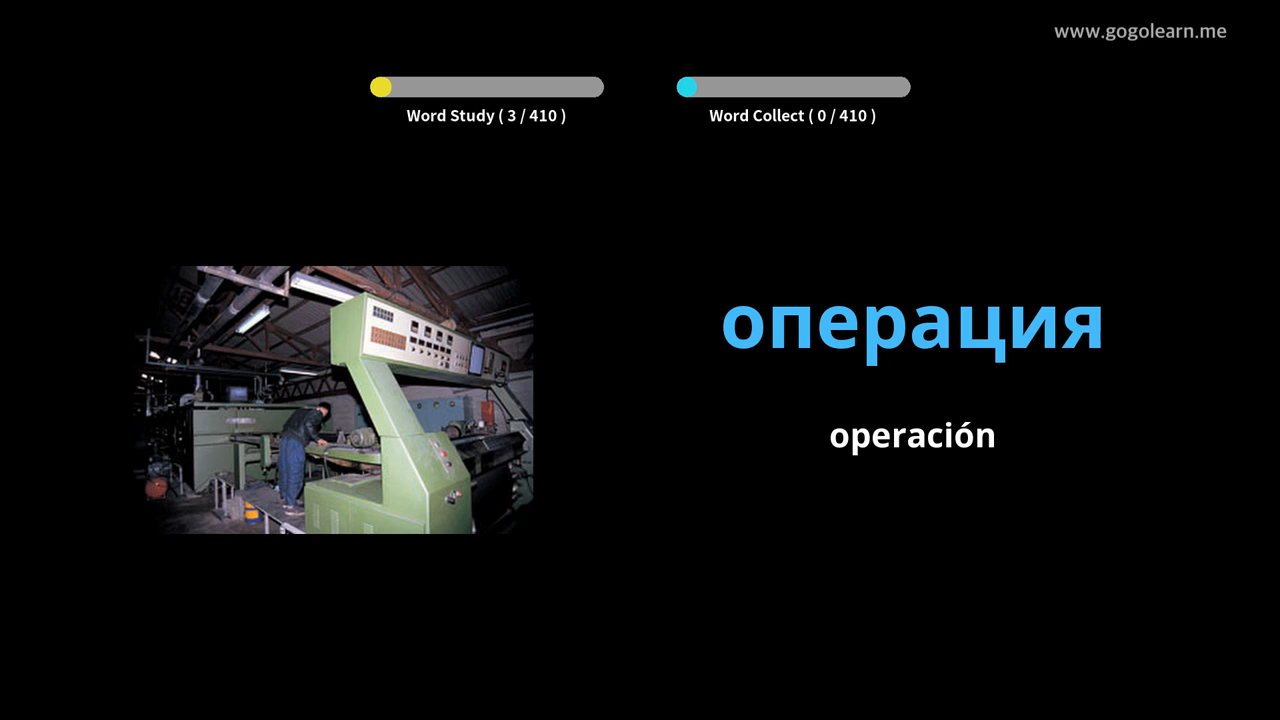 www.gogolearn.me
Word Study ( 3 / 410 )
Word Collect ( 0 / 410 )
операция
operación